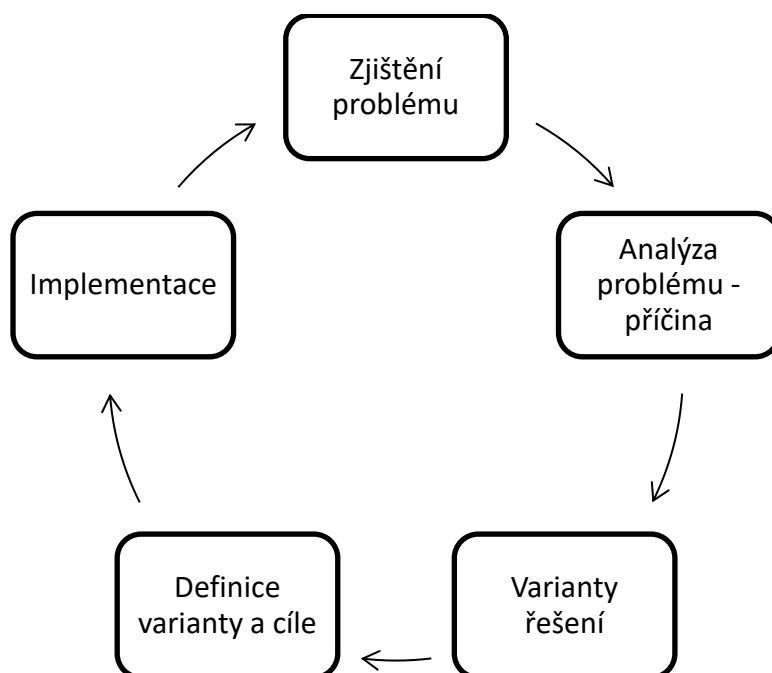 Zjištění
problému
Analýza
problému -
příčina
Varianty
řešení
Definice
varianty a cíle
Implementace